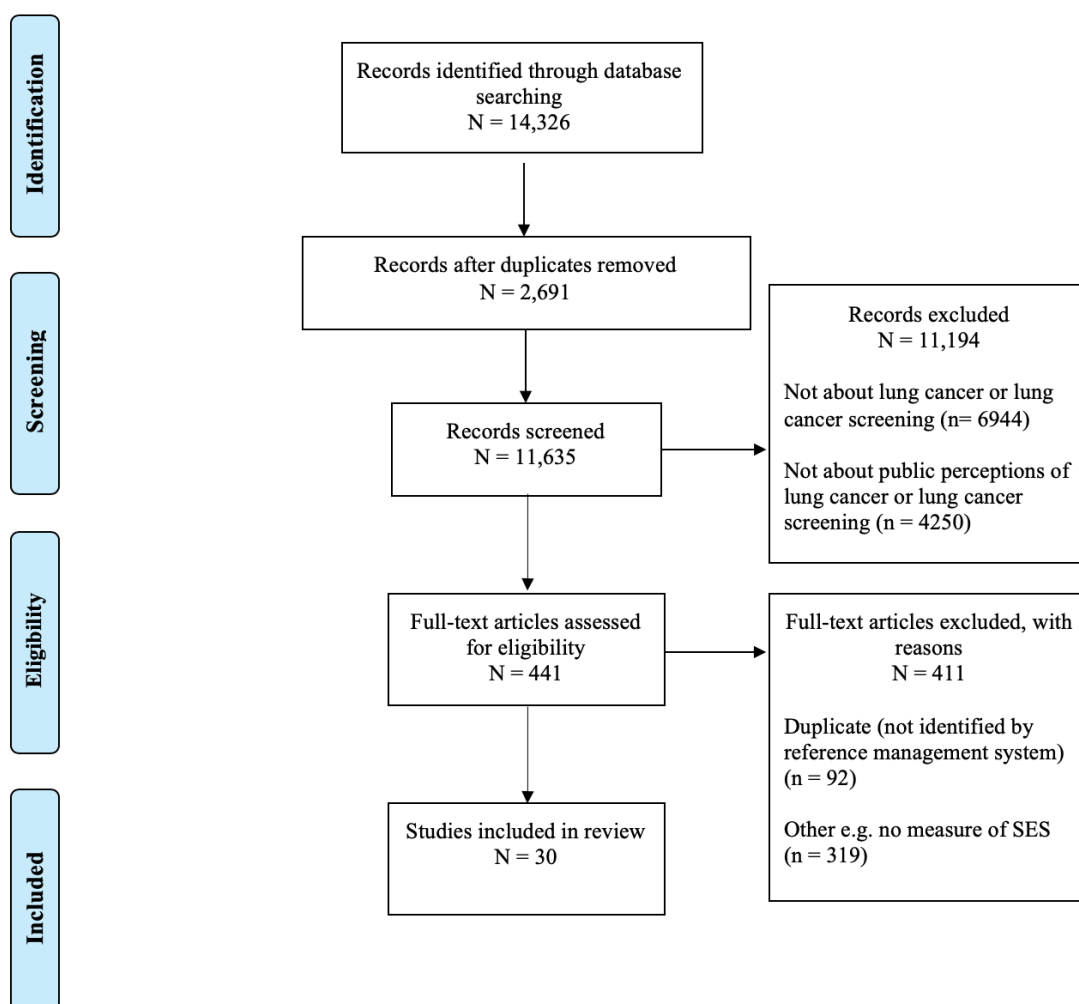 Identification
Records identified through database
searching
N = 14,326
Records after duplicates removed
N = 2,691
Screening
Records screened
N = 11,635
Records excluded
N = 11,194
Not about lung cancer or lung
cancer screening (n= 6944)
Not about public perceptions of
lung cancer or lung cancer
screening (n = 4250)
Eligibility
Full-text articles assessed
for eligibility
N = 441
Full-text articles excluded, with
reasons
N = 411
Duplicate (not identified by
reference management system)
(n = 92)
Other e.g. no measure of SES
(n = 319)
Included
Studies included in review
N = 30